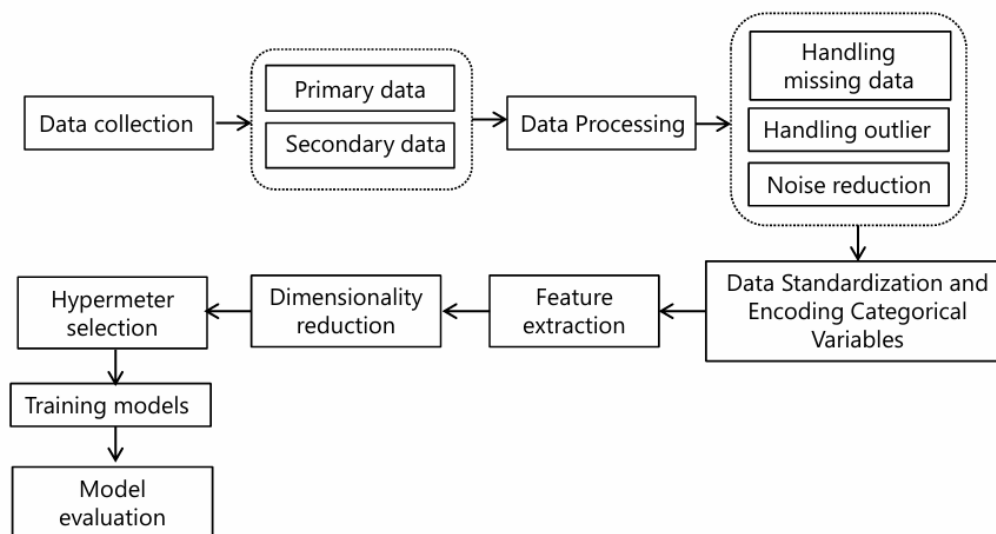 Data collection
Primary data
Secondary data
Data Processing
Handling
missing data
Handling outlier
Noise reduction
Data Standardization and
Encoding Categorical
Variables
Feature
extraction
Dimensionality
reduction
Hypermeter
selection
Training models
Model
evaluation